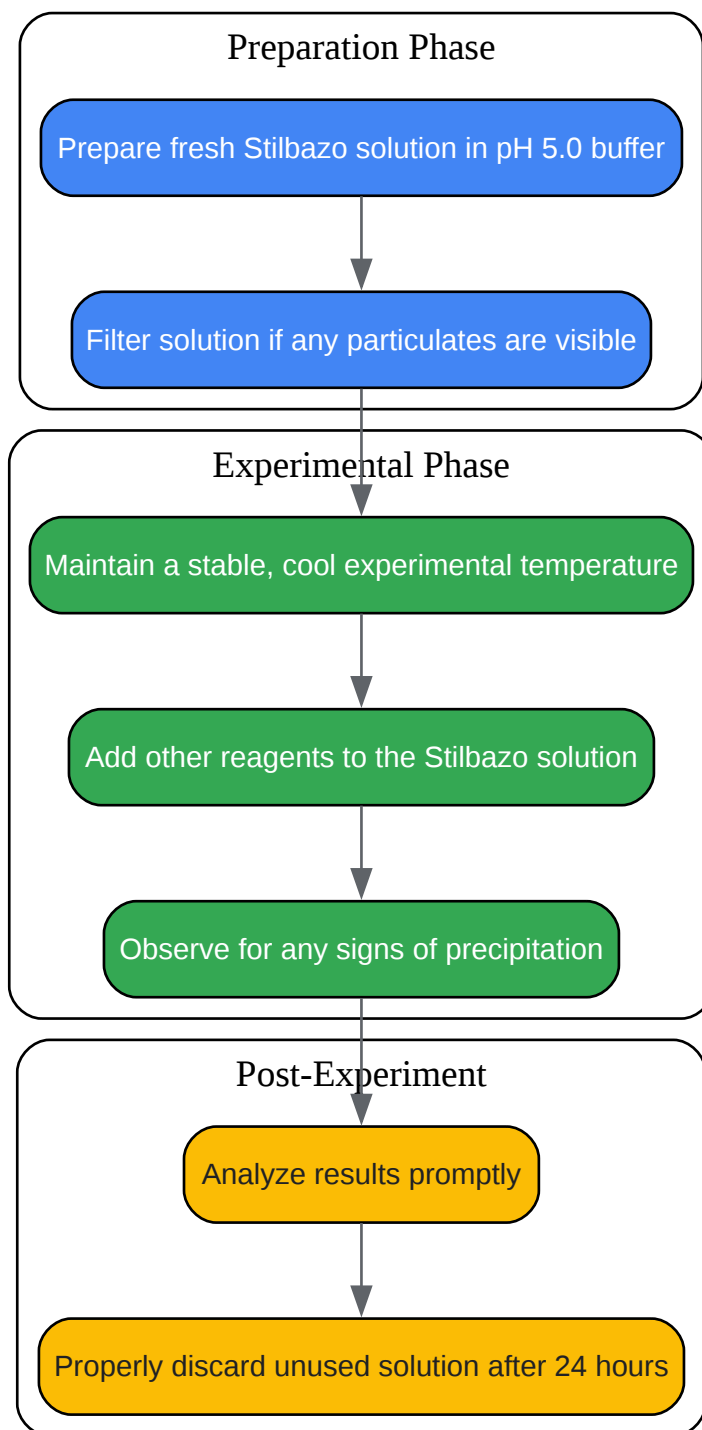 Preparation Phase
Prepare fresh Stilbazo solution in pH 5.0 buffer
Filter solution if any particulates are visible
Experimental Phase
Maintain a stable, cool experimental temperature
Add other reagents to the Stilbazo solution
Observe for any signs of precipitation
Post-Experiment
Analyze results promptly
Properly discard unused solution after 24 hours